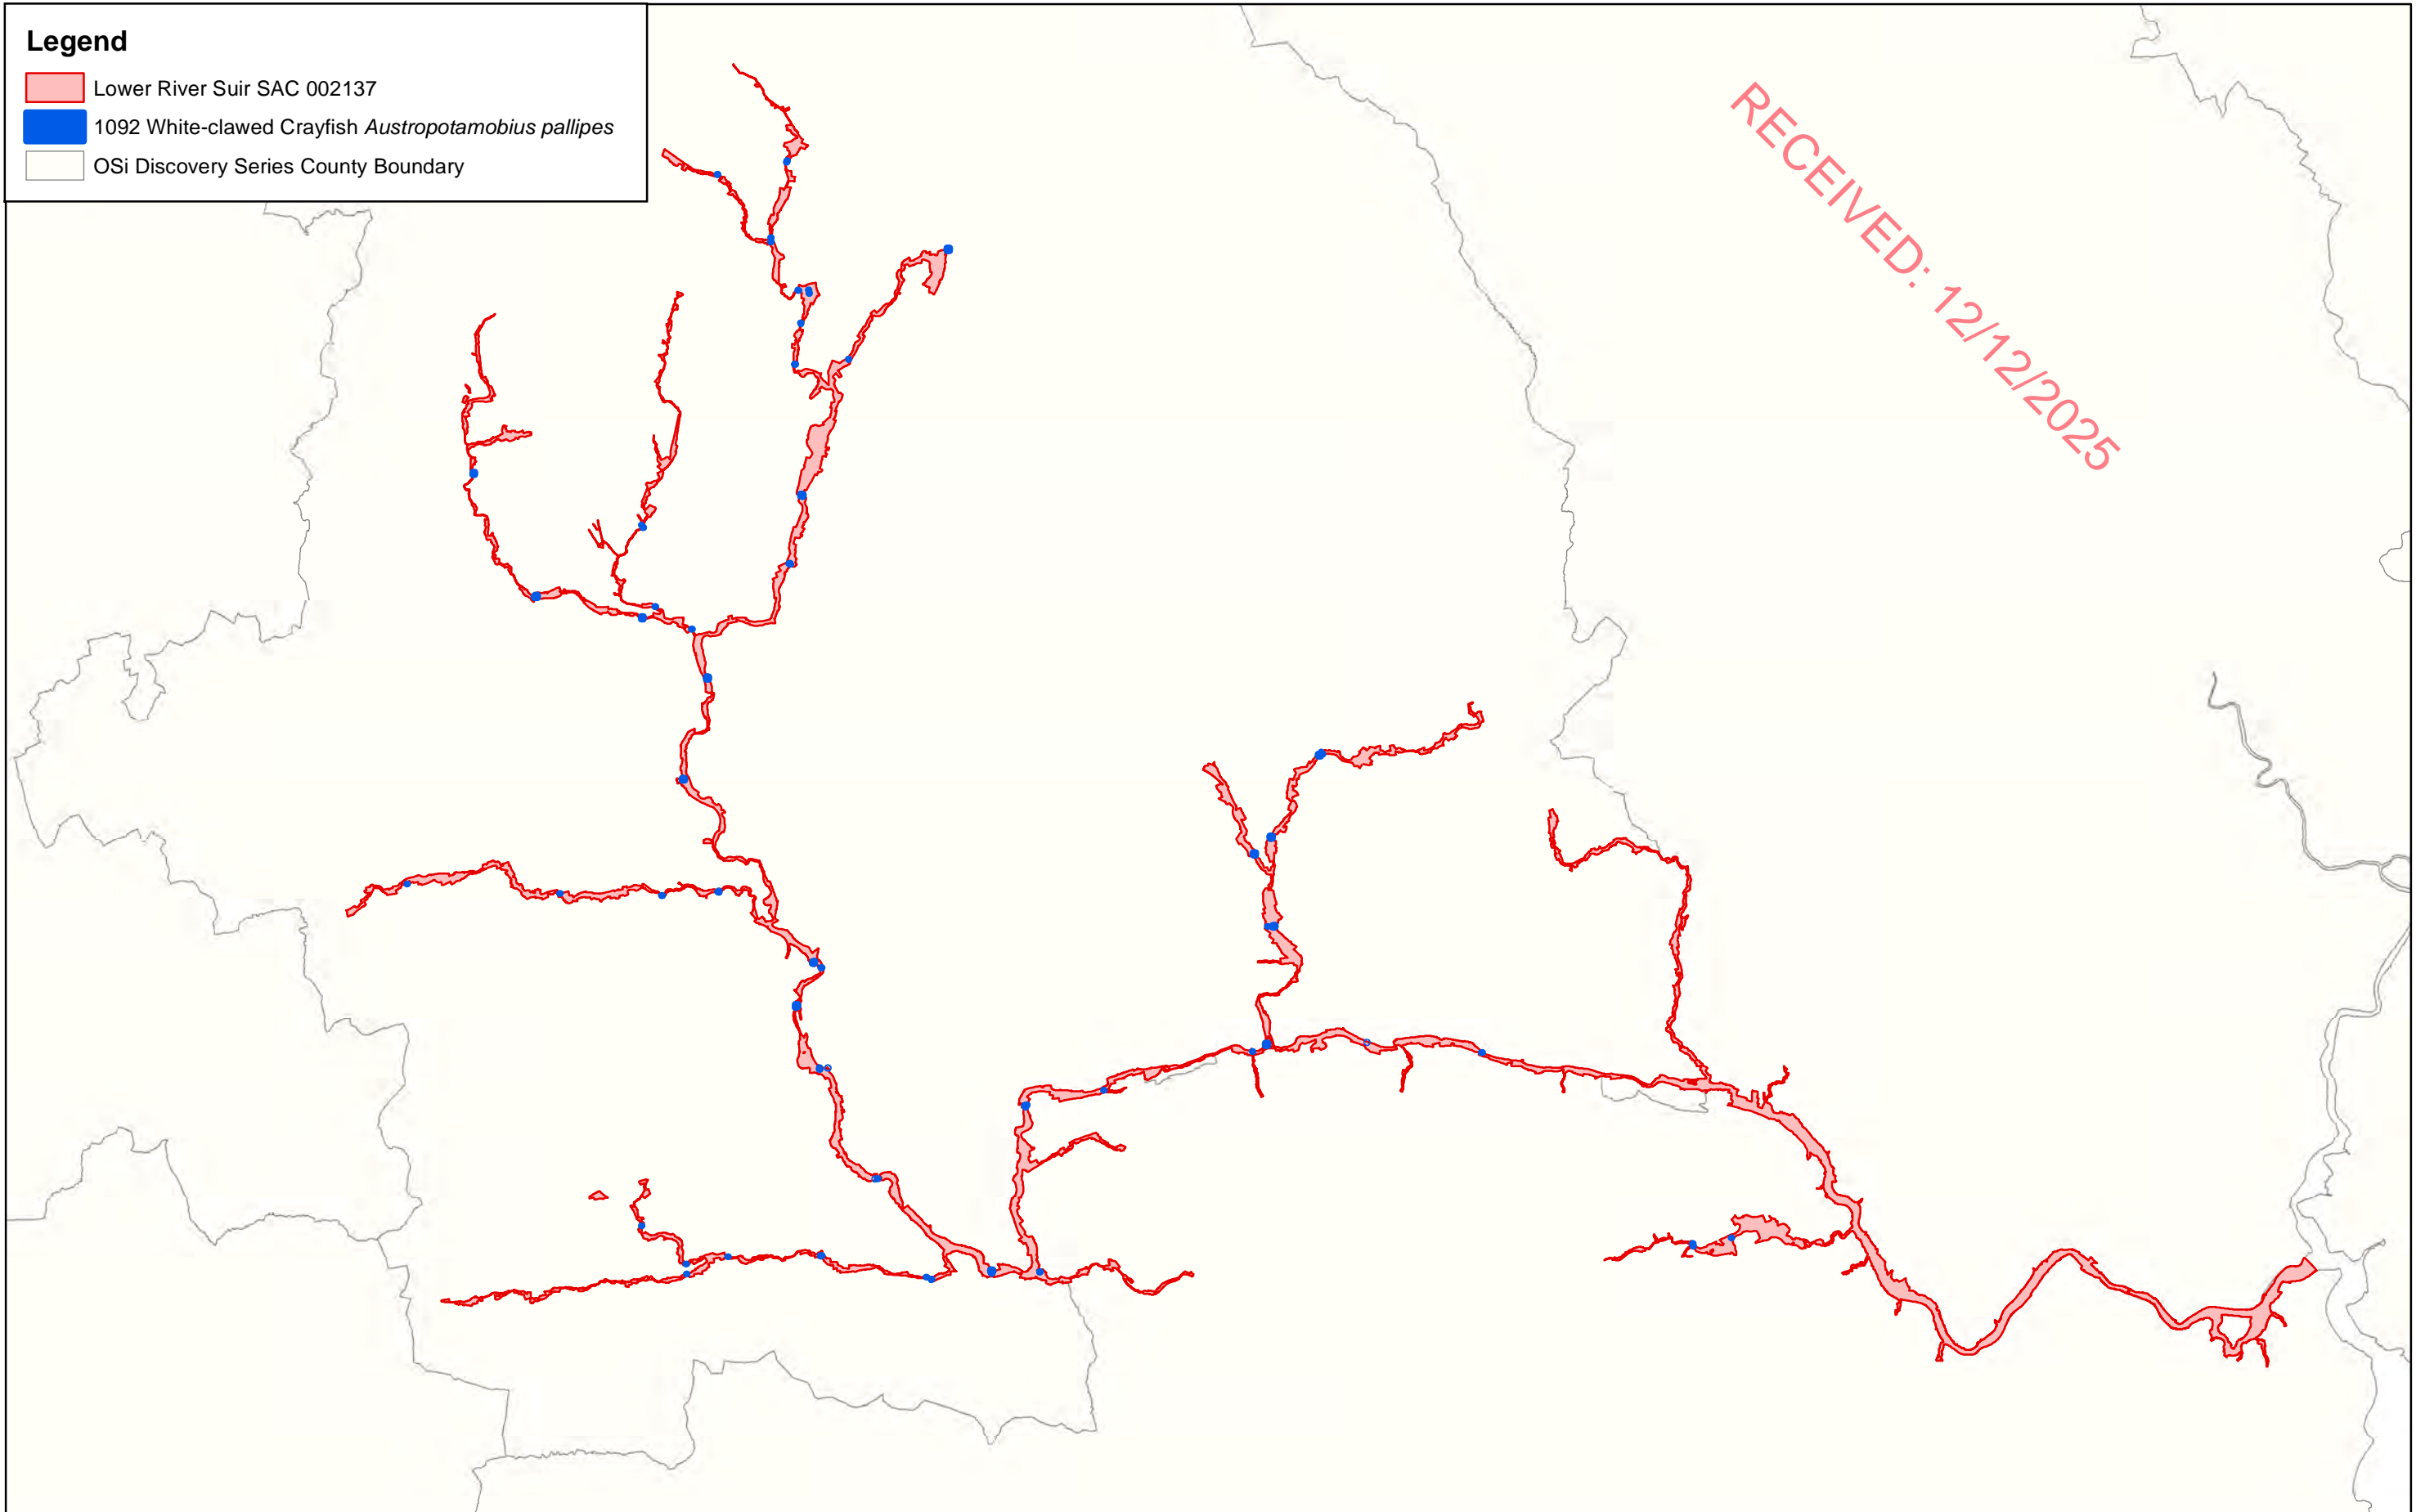 Legend
Lower River Suir SAC 002137
1092 White-clawed Crayfish Austropotamobius pallipes
OSi Discovery Series County Boundary
RECEIVED: 12/12/2025